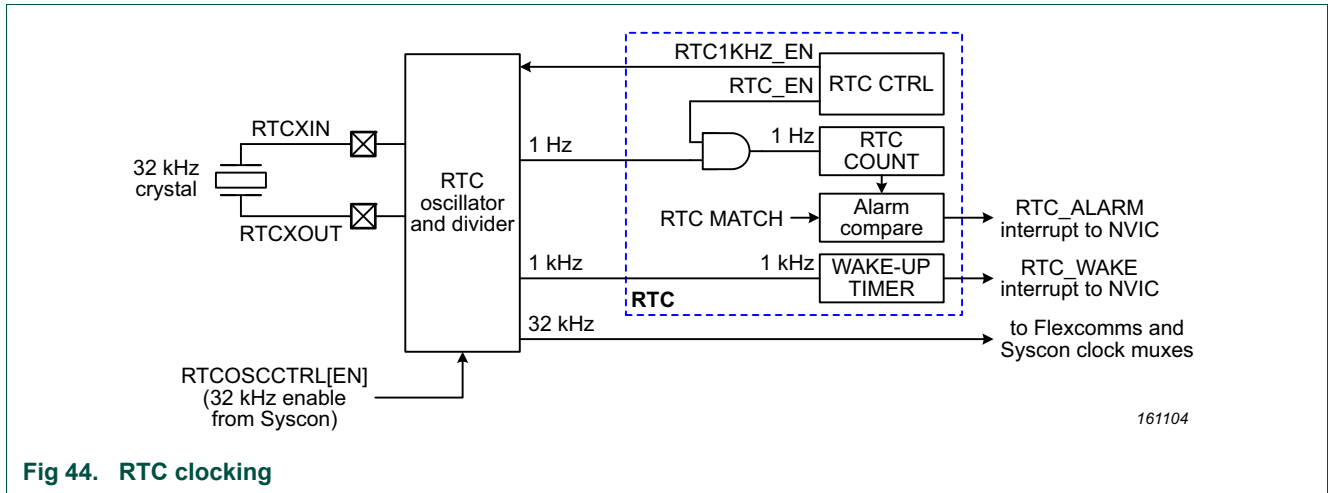 RTC1KHZ_EN
RTC_EN
RTC CTRL
RTCXIN
32 kHz
crystal
RTCXOUT
RTC
oscillator
and divider
1 Hz
1 Hz
RTC
COUNT
RTC MATCH
Alarm
compare
RTC_ALARM
interrupt to NVIC
1 kHz
1 kHz
WAKE-UP
TIMER
RTC_WAKE
interrupt to NVIC
RTC
32 kHz
to Flexcomms and
Syscon clock muxes
RTCOSCCTRL[EN]
(32 kHz enable
from Syscon)
161104
Fig 44. RTC clocking